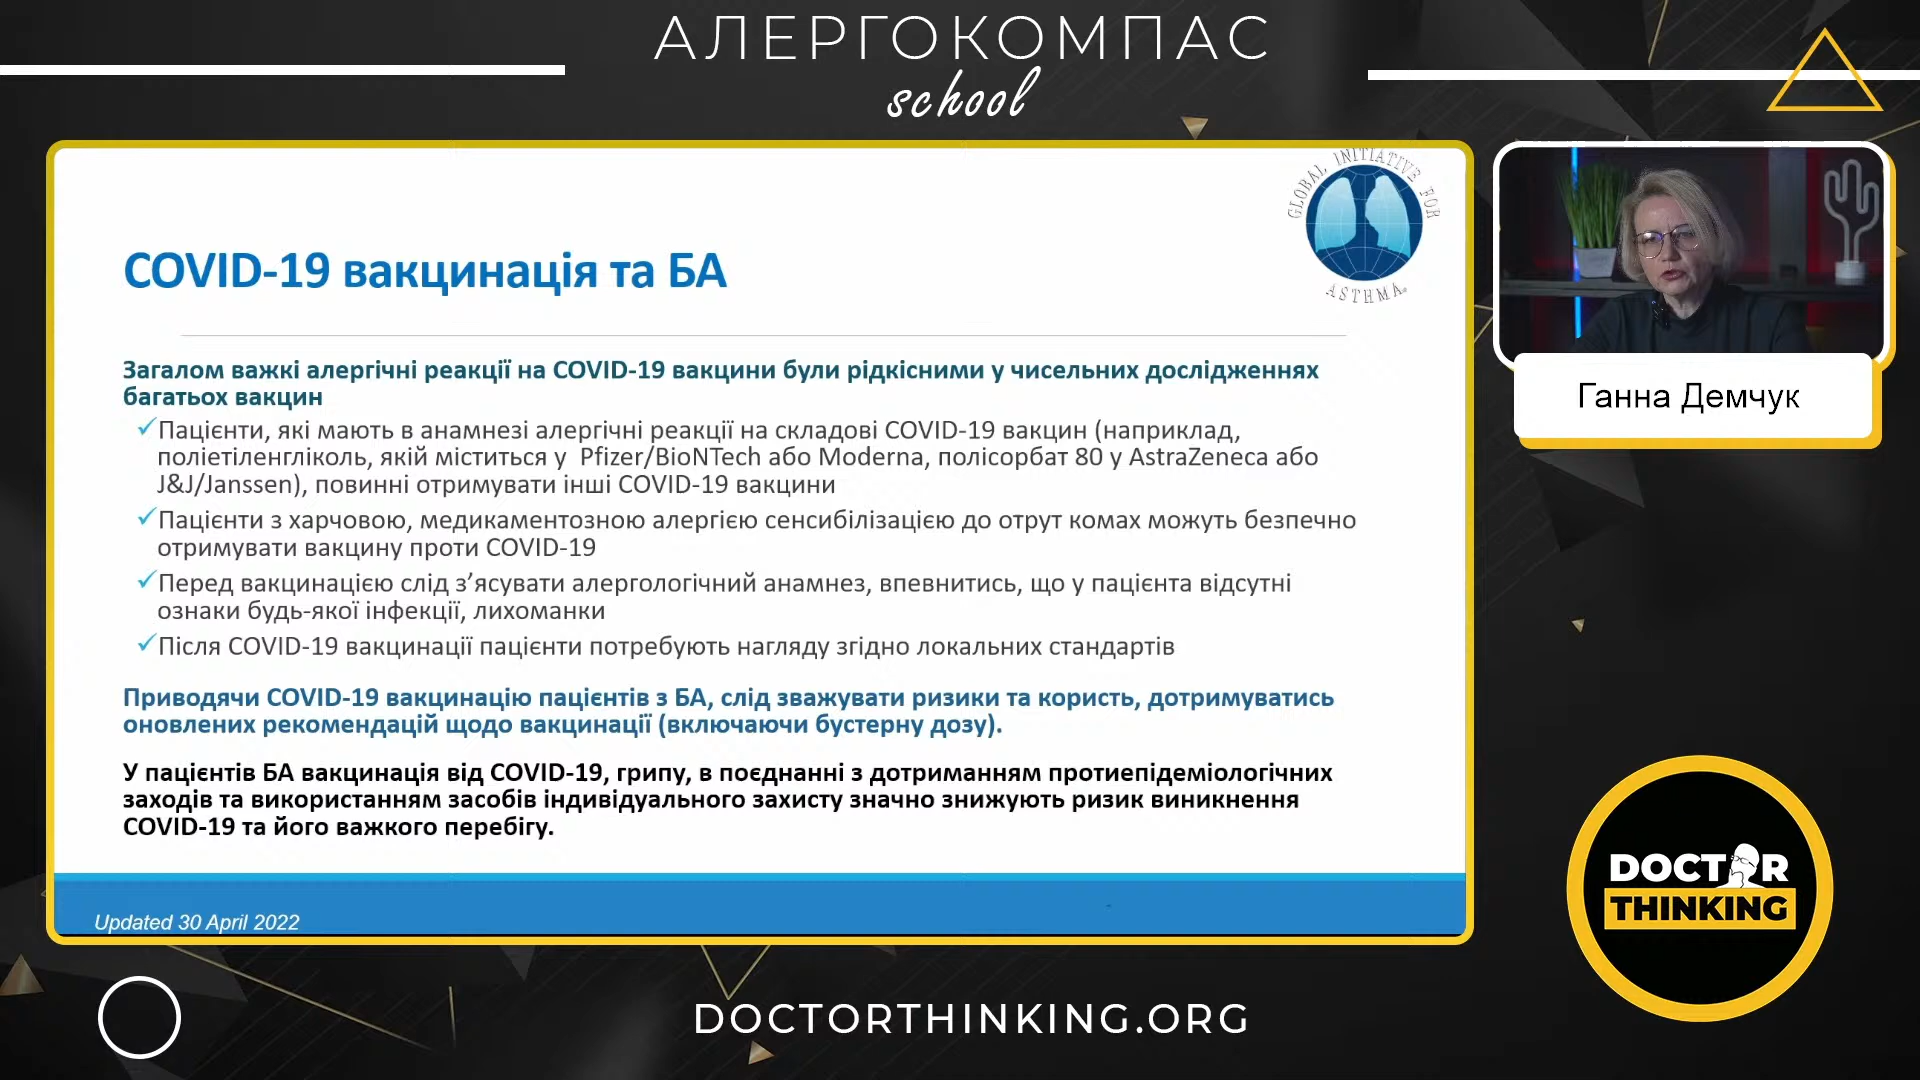 АЛЕРГОКОМПАС
school
GLOBAL INITIATIVE FOR
ASTHMA
COVID-19 вакцинація та БА
Загалом важкі алергічні реакції на COVID-19 вакцини були рідкісними у чисельних дослідженнях
багатьох вакцин
✓Пацієнти, які мають в анамнезі алергічні реакції на складові COVID-19 вакцин (наприклад,
поліетіленгліколь, якій міститься у Pfizer/BioNTech або Moderna, полісорбат 80 у AstraZeneca або
J&J/Janssen), повинні отримувати інші COVID-19 вакцини
✓Пацієнти з харчовою, медикаментозною алергією сенсибілізацією до отрут комах можуть безпечно
отримувати вакцину проти COVID-19
✓Перед вакцинацією слід з’ясувати алергологічний анамнез, впевнитись, що у пацієнта відсутні
ознаки будь-якої інфекції, лихоманки
✓Після COVID-19 вакцинації пацієнти потребують нагляду згідно локальних стандартів
Приводячи COVID-19 вакцинацію пацієнтів з БА, слід зважувати ризики та користь, дотримуватись
оновлених рекомендацій щодо вакцинації (включаючи бустерну дозу).
У пацієнтів БА вакцинація від COVID-19, грипу, в поєднанні з дотриманням протиепідеміологічних
заходів та використанням засобів індивідуального захисту значно знижують ризик виникнення
COVID-19 та його важкого перебігу.
Updated 30 April 2022
Ганна Демчук
DOCTOR
THINKING
DOCTORTHINKING.ORG